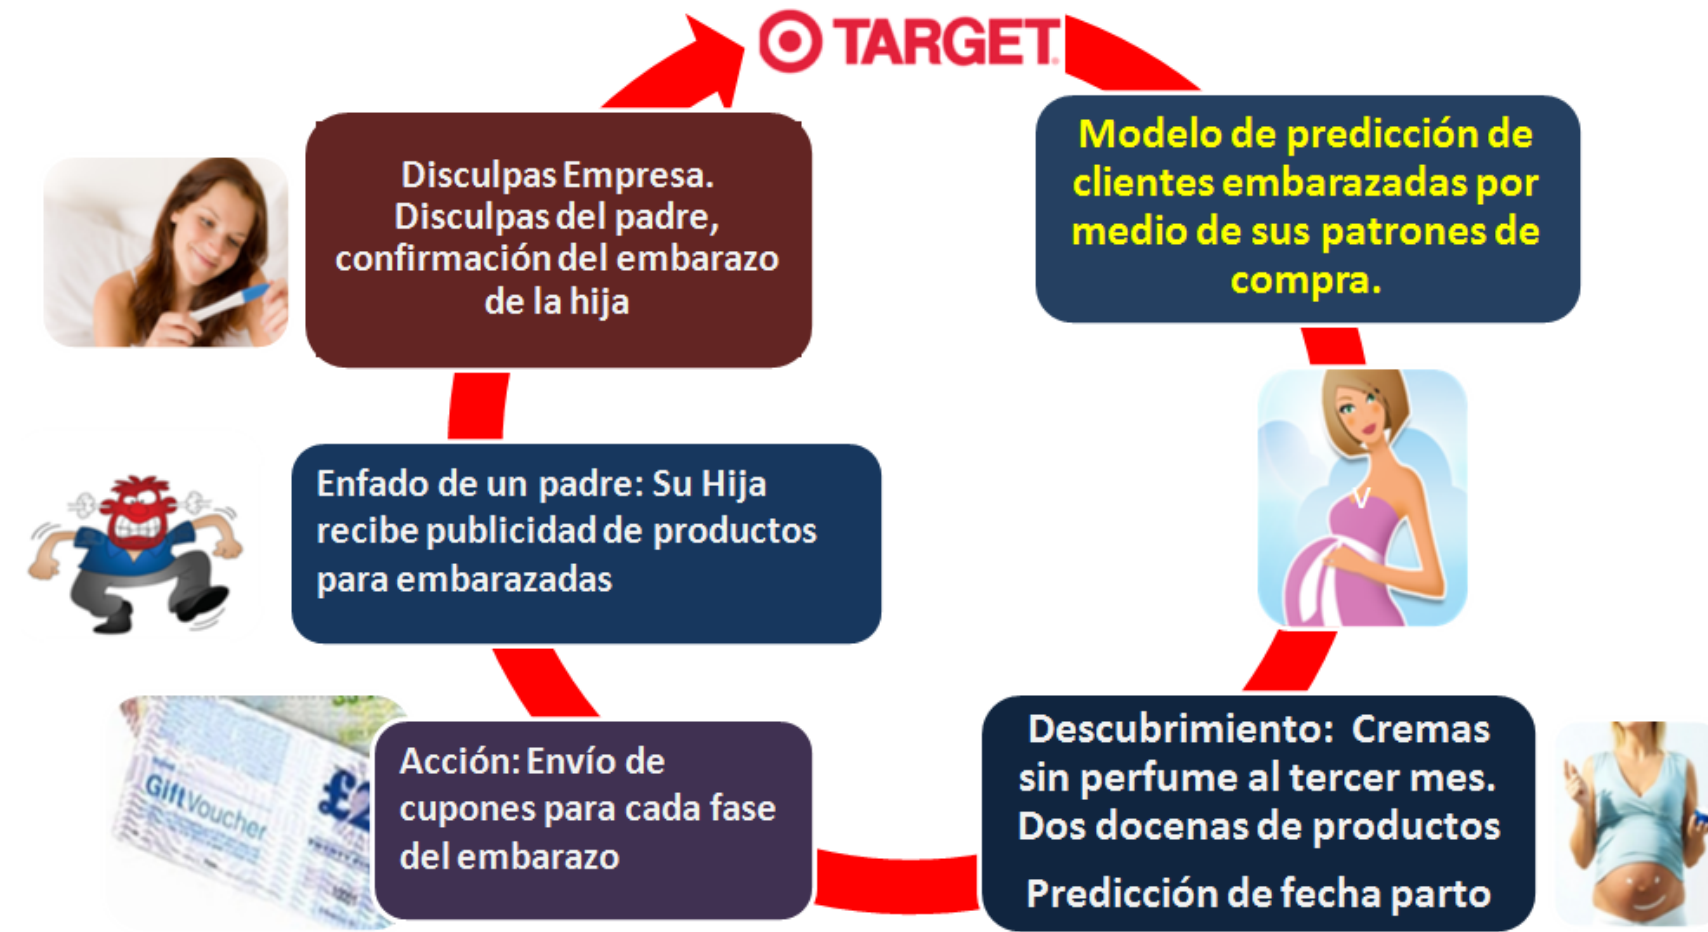 TARGET
Modelo de predicción de
clientes embarazadas por
medio de sus patrones de
compra.
V
Descubrimiento: Cremas
sin perfume al tercer mes.
Dos docenas de productos
Predicción de fecha parto
Acción: Envío de
cupones para cada fase
del embarazo
Gift Voucher
£2
Enfado de un padre: Su Hija
recibe publicidad de productos
para embarazadas
Disculpas Empresa.
Disculpas del padre,
confirmación del embarazo
de la hija